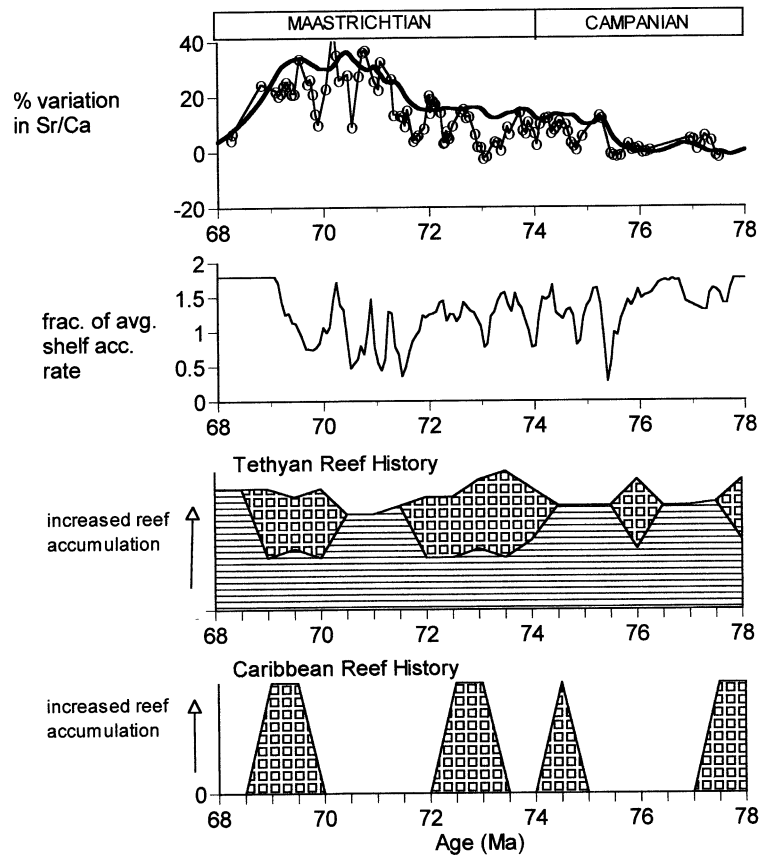 MAASTRICHTIAN CAMPANIAN
40
% variation
in Sr/Ca
20
0
-20
68 70 72 74 76 78
2
1.5
frac. of avg.
shelf acc.
rate
1
0.5
0
68 70 72 74 76 78
Tethyan Reef History
increased reef
accumulation
68 70 72 74 76 78
Caribbean Reef History
increased reef
accumulation
0
68 70 72 74 76 78
Age (Ma)